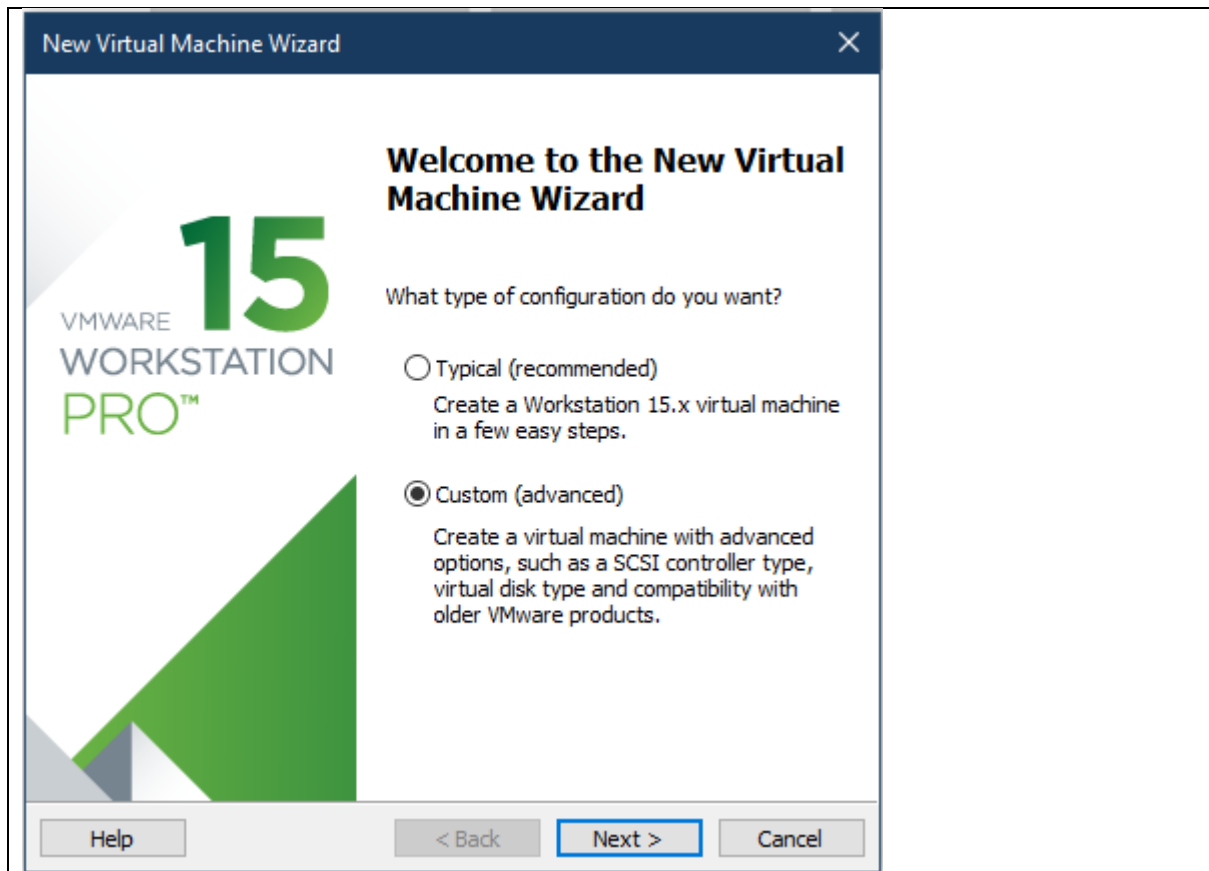 New Virtual Machine Wizard
Welcome to the New Virtual
Machine Wizard
15
VMWARE
WORKSTATION
PRO™
What type of configuration do you want?
Typical (recommended)
Create a Workstation 15.x virtual machine
in a few easy steps.
Custom (advanced)
Create a virtual machine with advanced
options, such as a SCSI controller type,
virtual disk type and compatibility with
older VMware products.
Help
< Back
Next >
Cancel